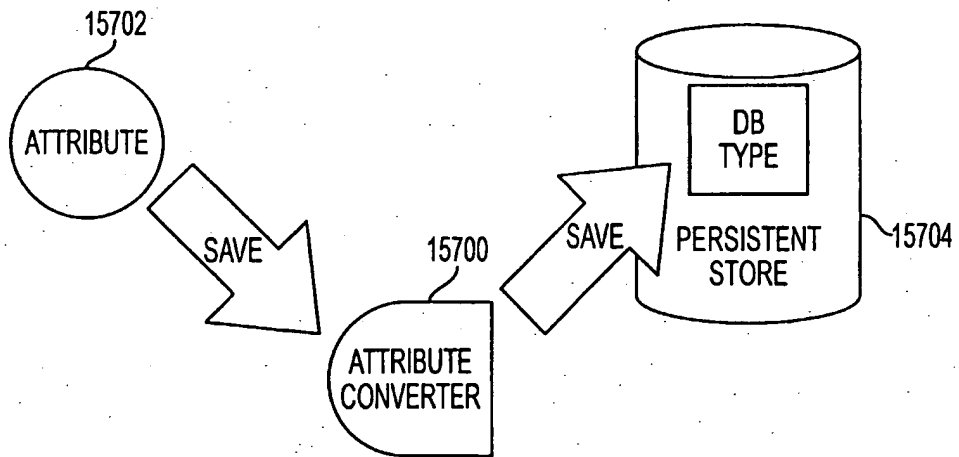 15702
ATTRIBUTE
SAVE
15700
ATTRIBUTE
CONVERTER
SAVE
DB
TYPE
PERSISTENT
STORE
15704